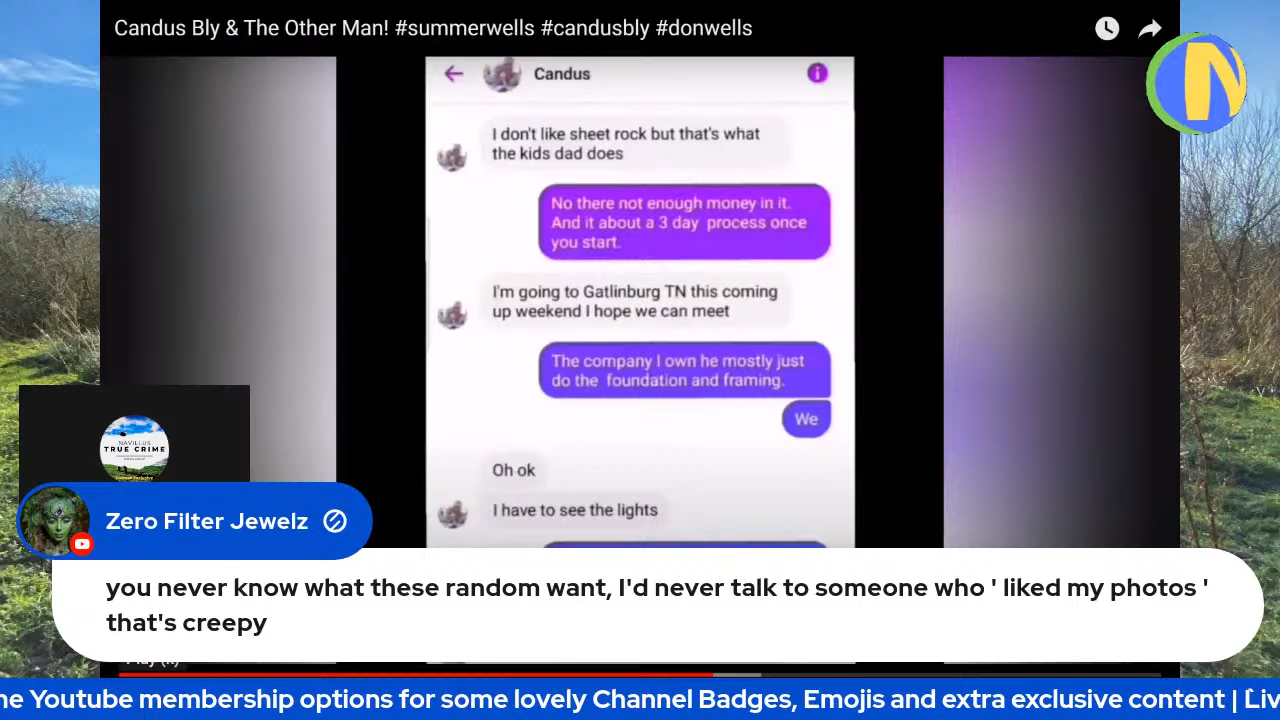 Candus Bly & The Other Man! #summerwells #candusbly #donwells
N
Candus
I don't like sheet rock but that's what
the kids dad does
No there not enough money in it.
And it about a 3 day process once
you start.
I'm going to Gatlinburg TN this coming
up weekend I hope we can meet
The company I own he mostly just
do the foundation and framing.
We
Oh ok
I have to see the lights
NAVILLUS
TRUE CRIME
Zero Filter Jewelz
you never know what these random want, I'd never talk to someone who ' liked my photos '
that's creepy
ne Youtube membership options for some lovely Channel Badges, Emojis and extra exclusive content | Liv